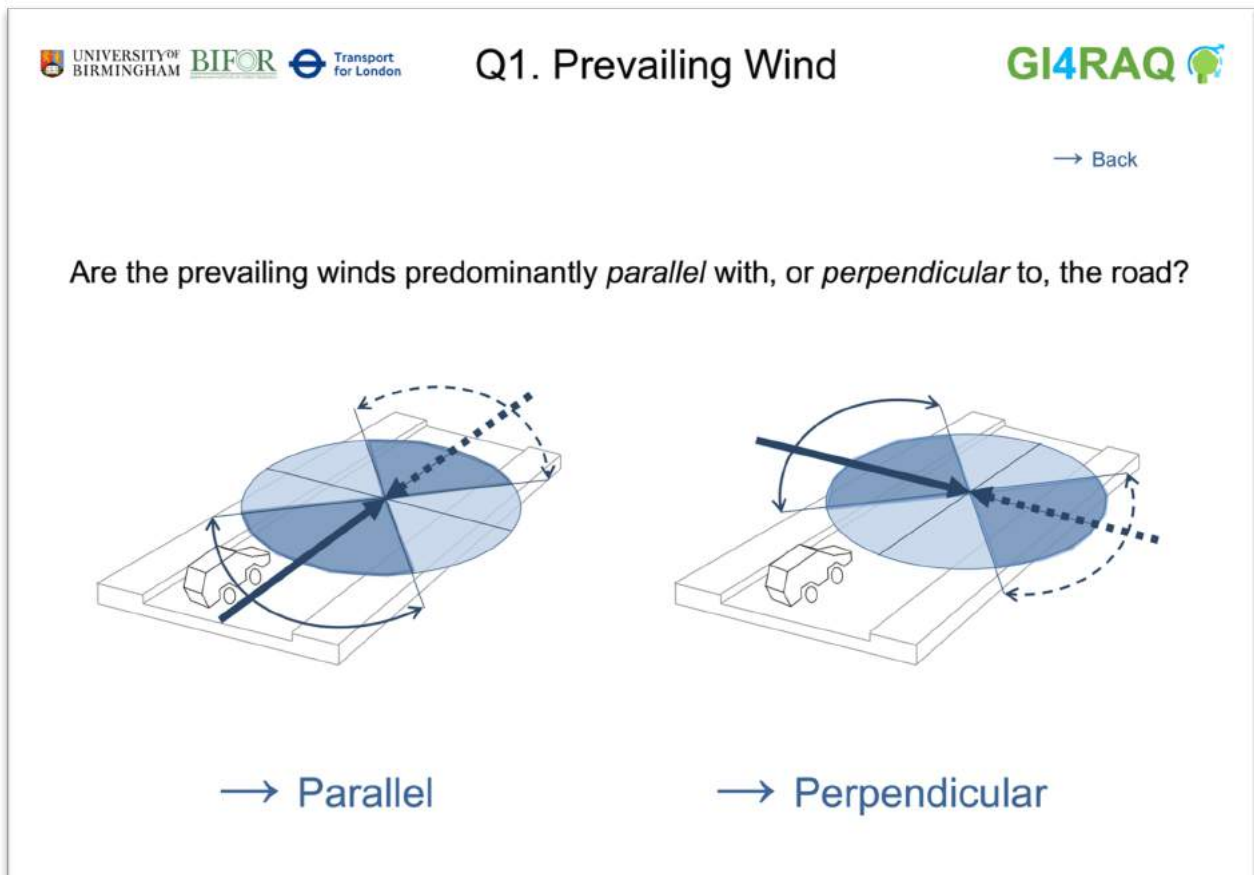 UNIVERSITY OF
BIRMINGHAM
BIFOR
Transport
for London
Q1. Prevailing Wind
GI4RAQ
→ Back
Are the prevailing winds predominantly parallel with, or perpendicular to, the road?
→ Parallel
→ Perpendicular